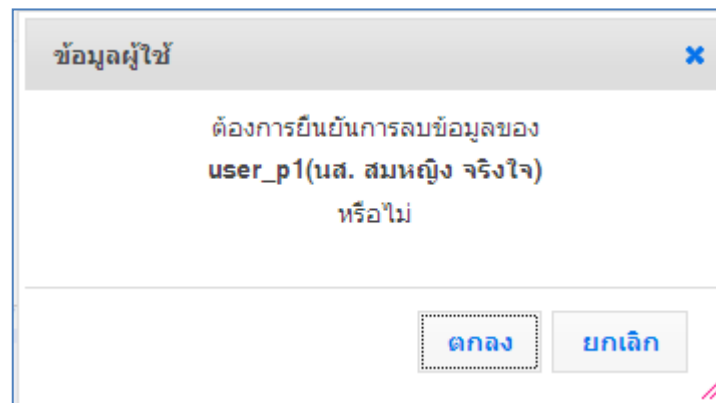 ข้อมูลผู้ใช้
ต้องการยืนยันการลบข้อมูลของ
user_p1(นส. สมหญิง จริงใจ)
หรือไม่
ตกลง ยกเลิก